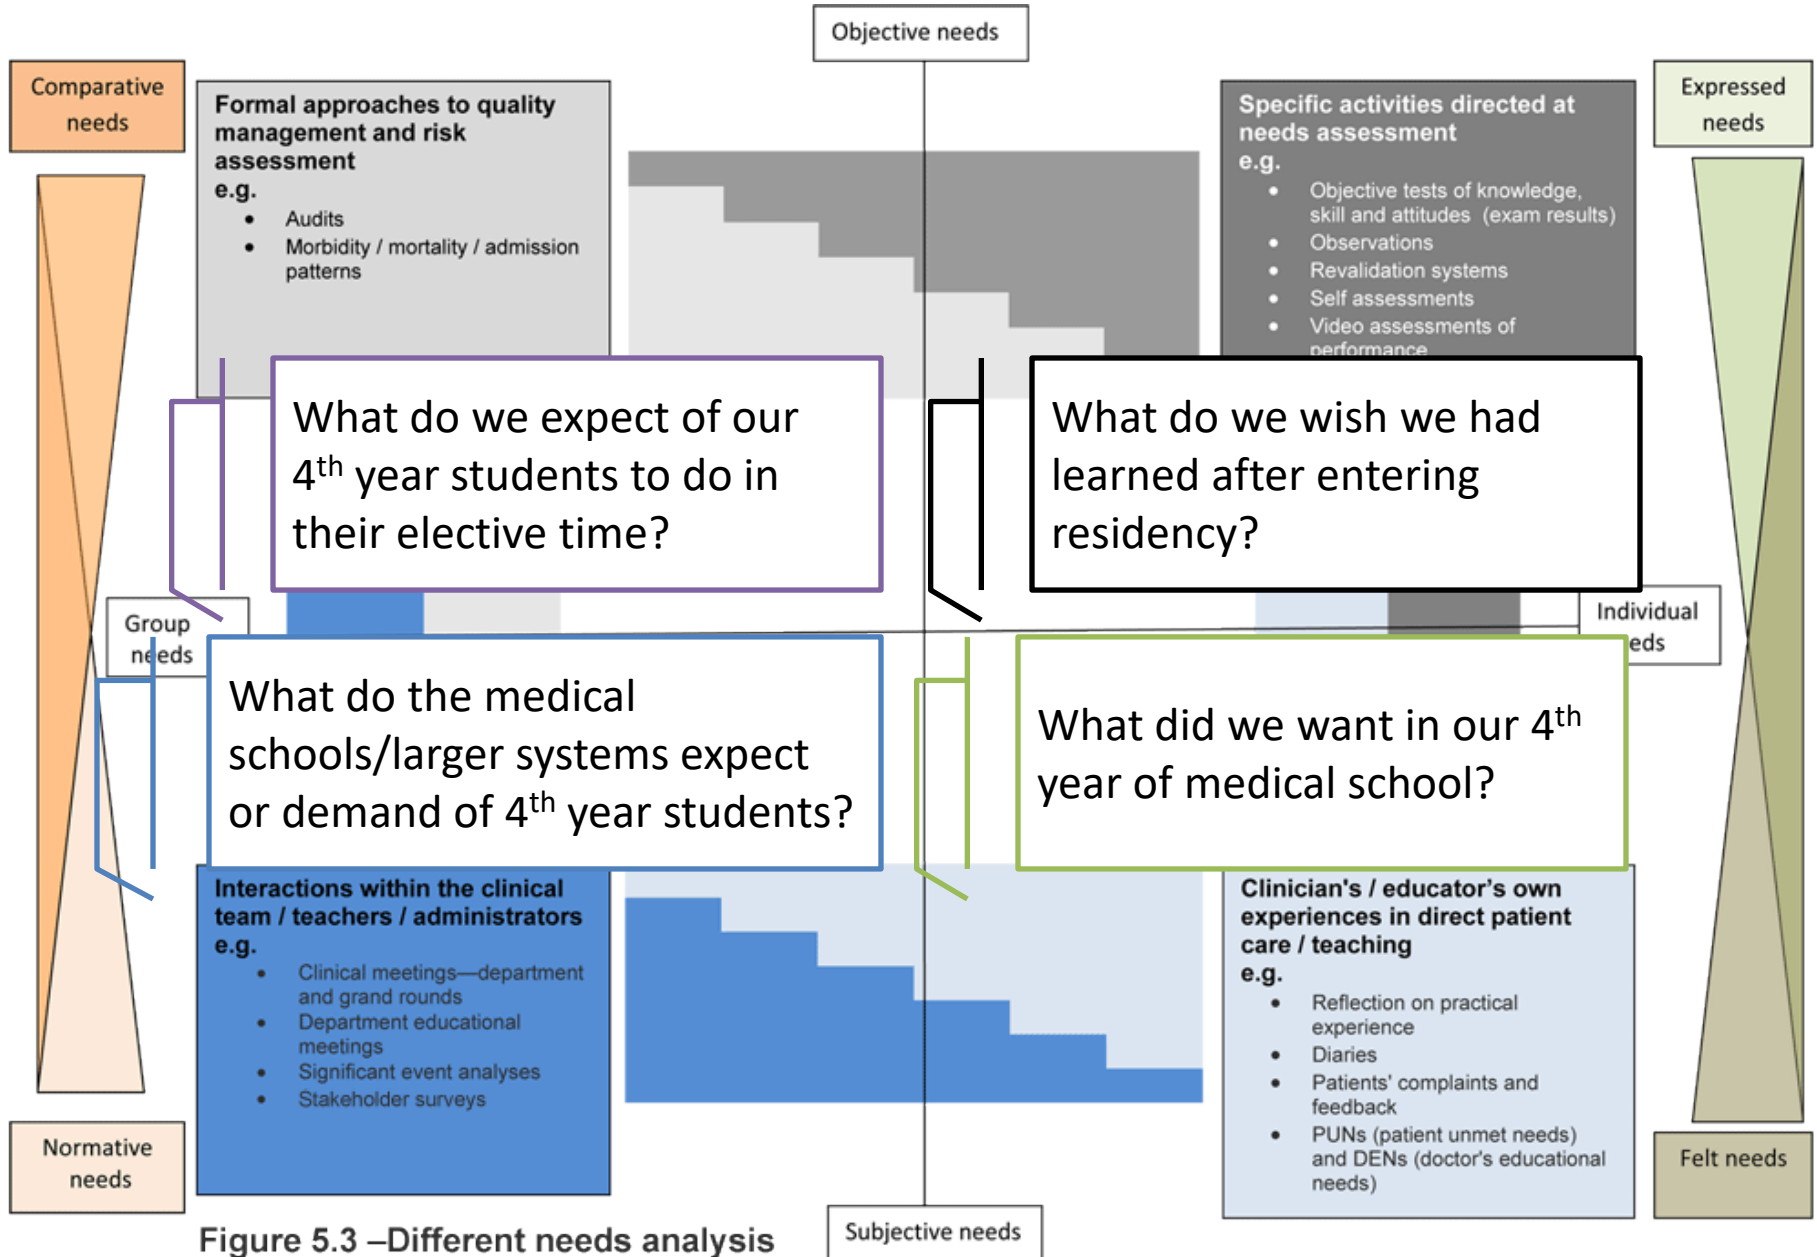 Objective needs
Comparative
needs
Formal approaches to quality
management and risk
assessment
e.g.
• Audits
• Morbidity / mortality / admission
patterns
Specific activities directed at
needs assessment
e.g.
• Objective tests of knowledge,
skill and attitudes (exam results)
• Observations
• Revalidation systems
• Self assessments
• Video assessments of
performance
Expressed
needs
What do we expect of our
4th year students to do in
their elective time?
What do we wish we had
learned after entering
residency?
Group
needs
Individual
eeds
What do the medical
schools/larger systems expect
or demand of 4th year students?
What did we want in our 4th
year of medical school?
Interactions within the clinical
team / teachers / administrators
e.g.
• Clinical meetings—department
and grand rounds
• Department educational
meetings
• Significant event analyses
• Stakeholder surveys
Clinician's / educator’s own
experiences in direct patient
care / teaching
e.g.
• Reflection on practical
experience
• Diaries
• Patients' complaints and
feedback
• PUNs (patient unmet needs)
and DENs (doctor's educational
needs)
Normative
needs
Felt needs
Subjective needs
Figure 5.3 –Different needs analysis